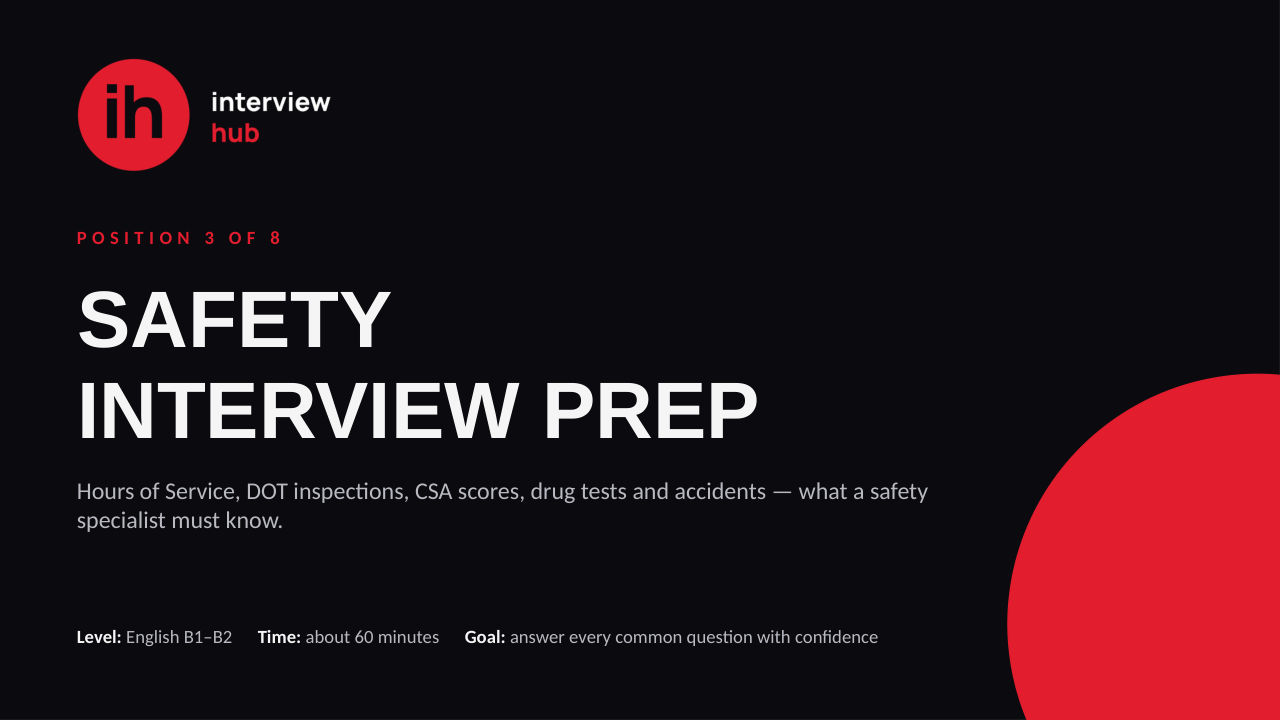 ih
interview
hub
POSITION 3 OF 8
SAFETY
INTERVIEW PREP
Hours of Service, DOT inspections, CSA scores, drug tests and accidents — what a safety
specialist must know.
Level: English B1–B2 Time: about 60 minutes Goal: answer every common question with confidence